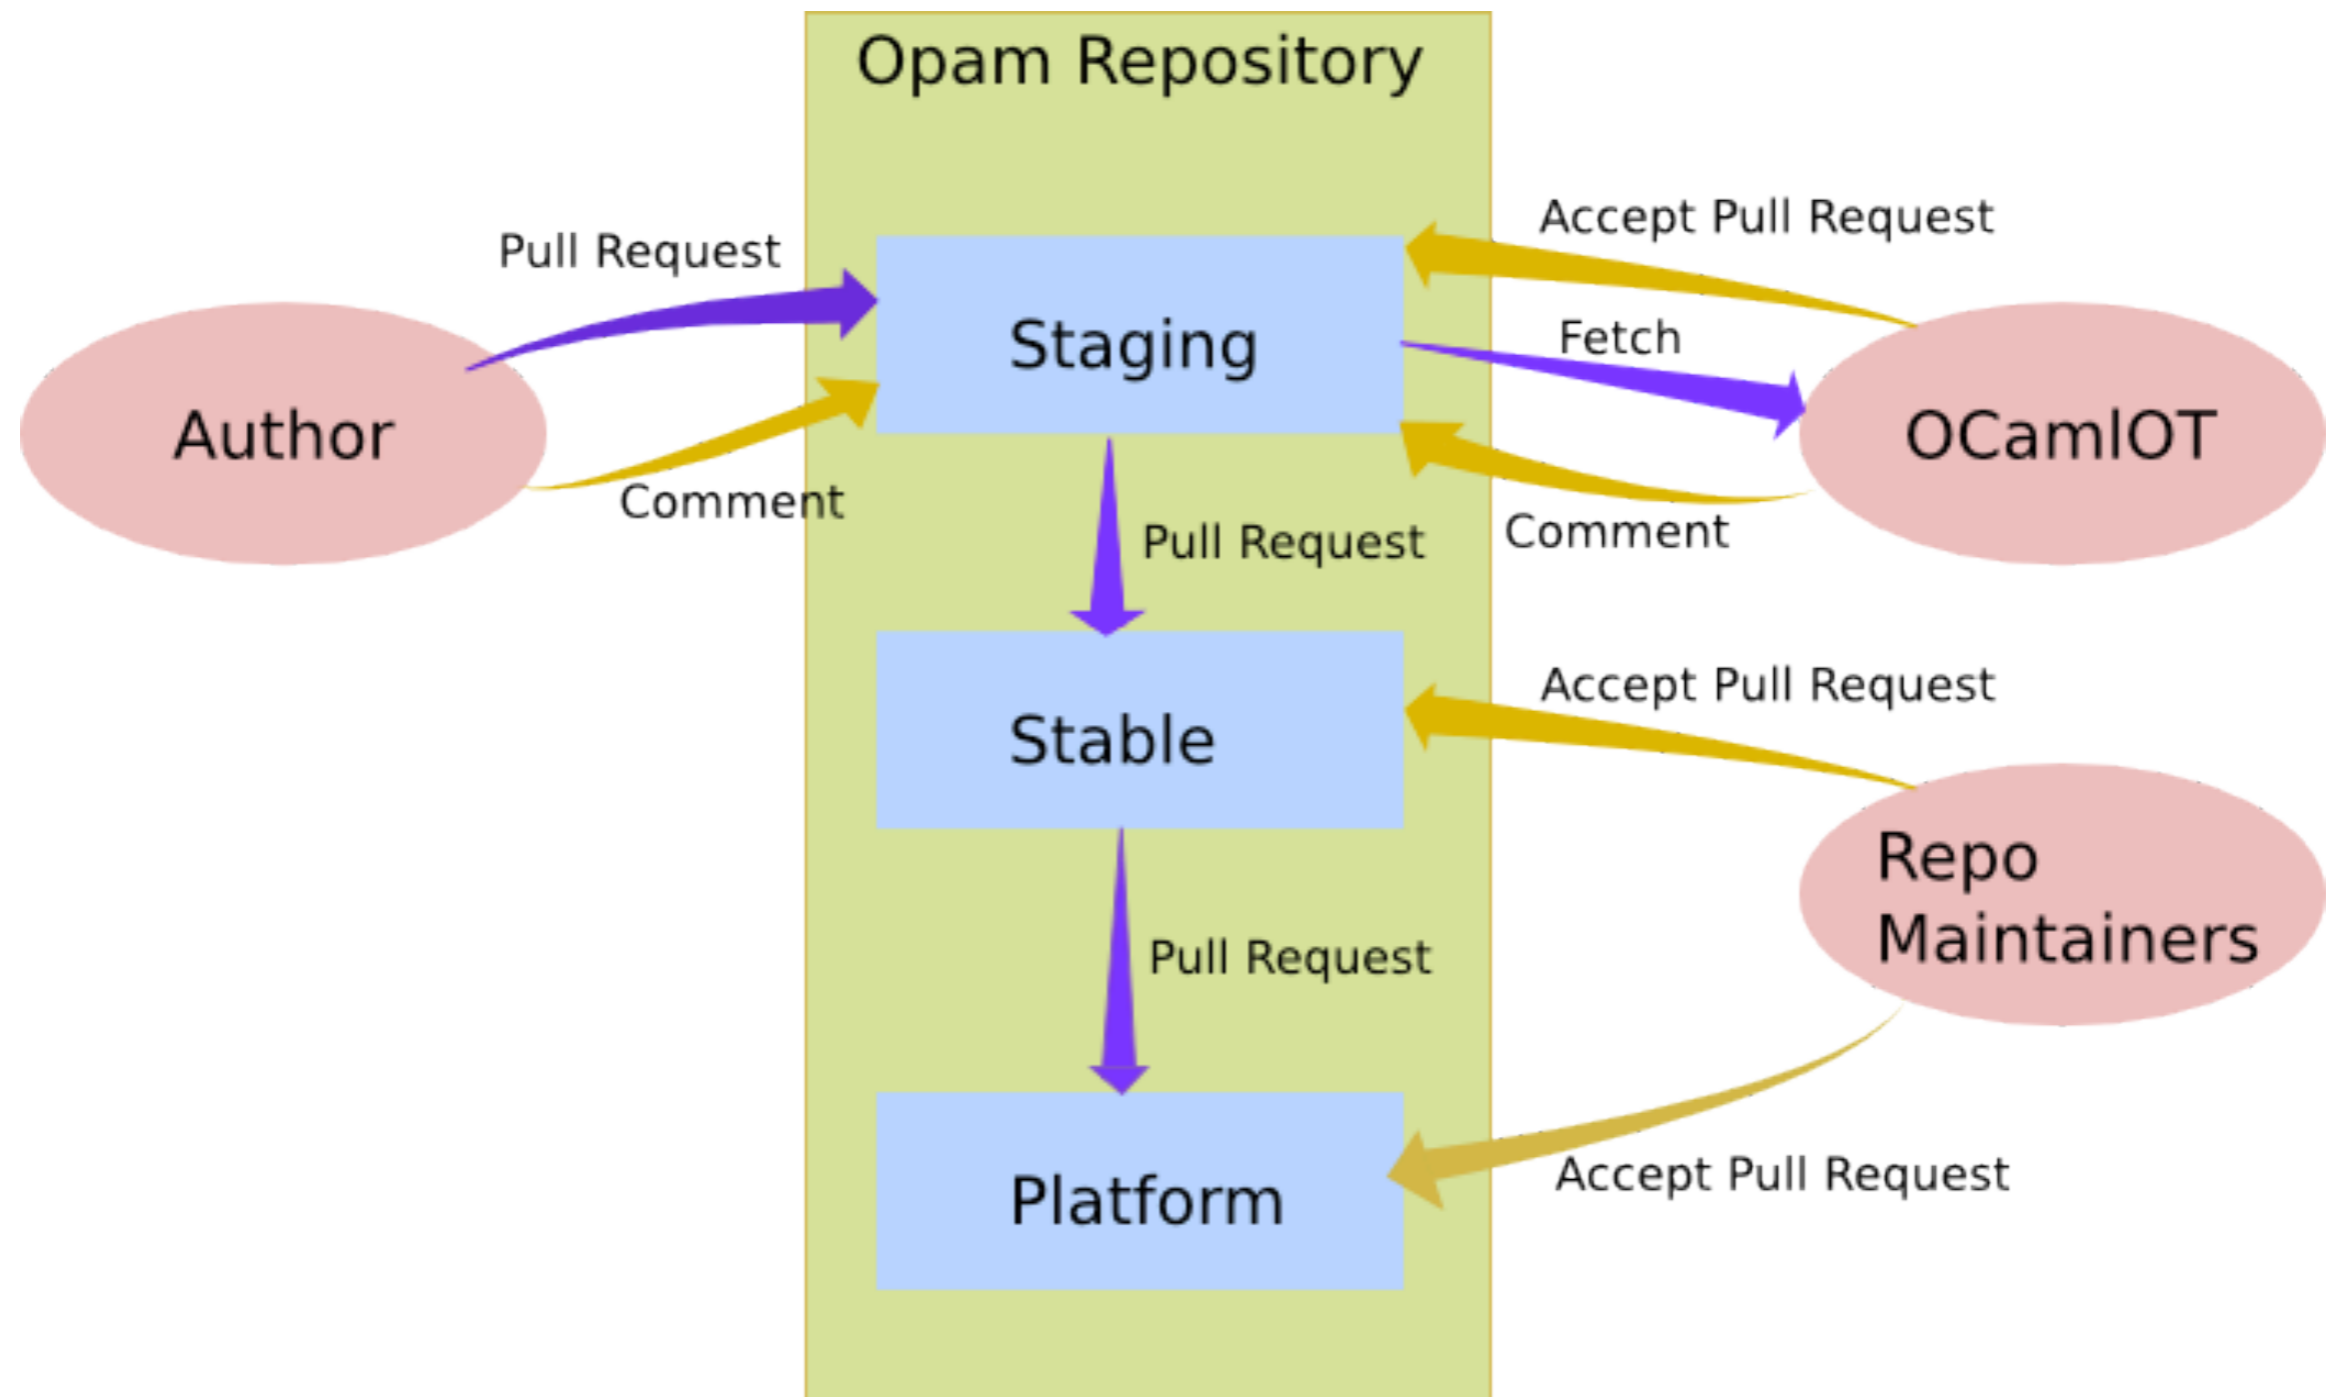 Opam Repository
Accept Pull Request
Pull Request
Fetch
Staging
Author
OCamlOT
Comment
Comment
Pull Request
Accept Pull Request
Stable
Repo
Maintainers
Pull Request
Accept Pull Request
Platform